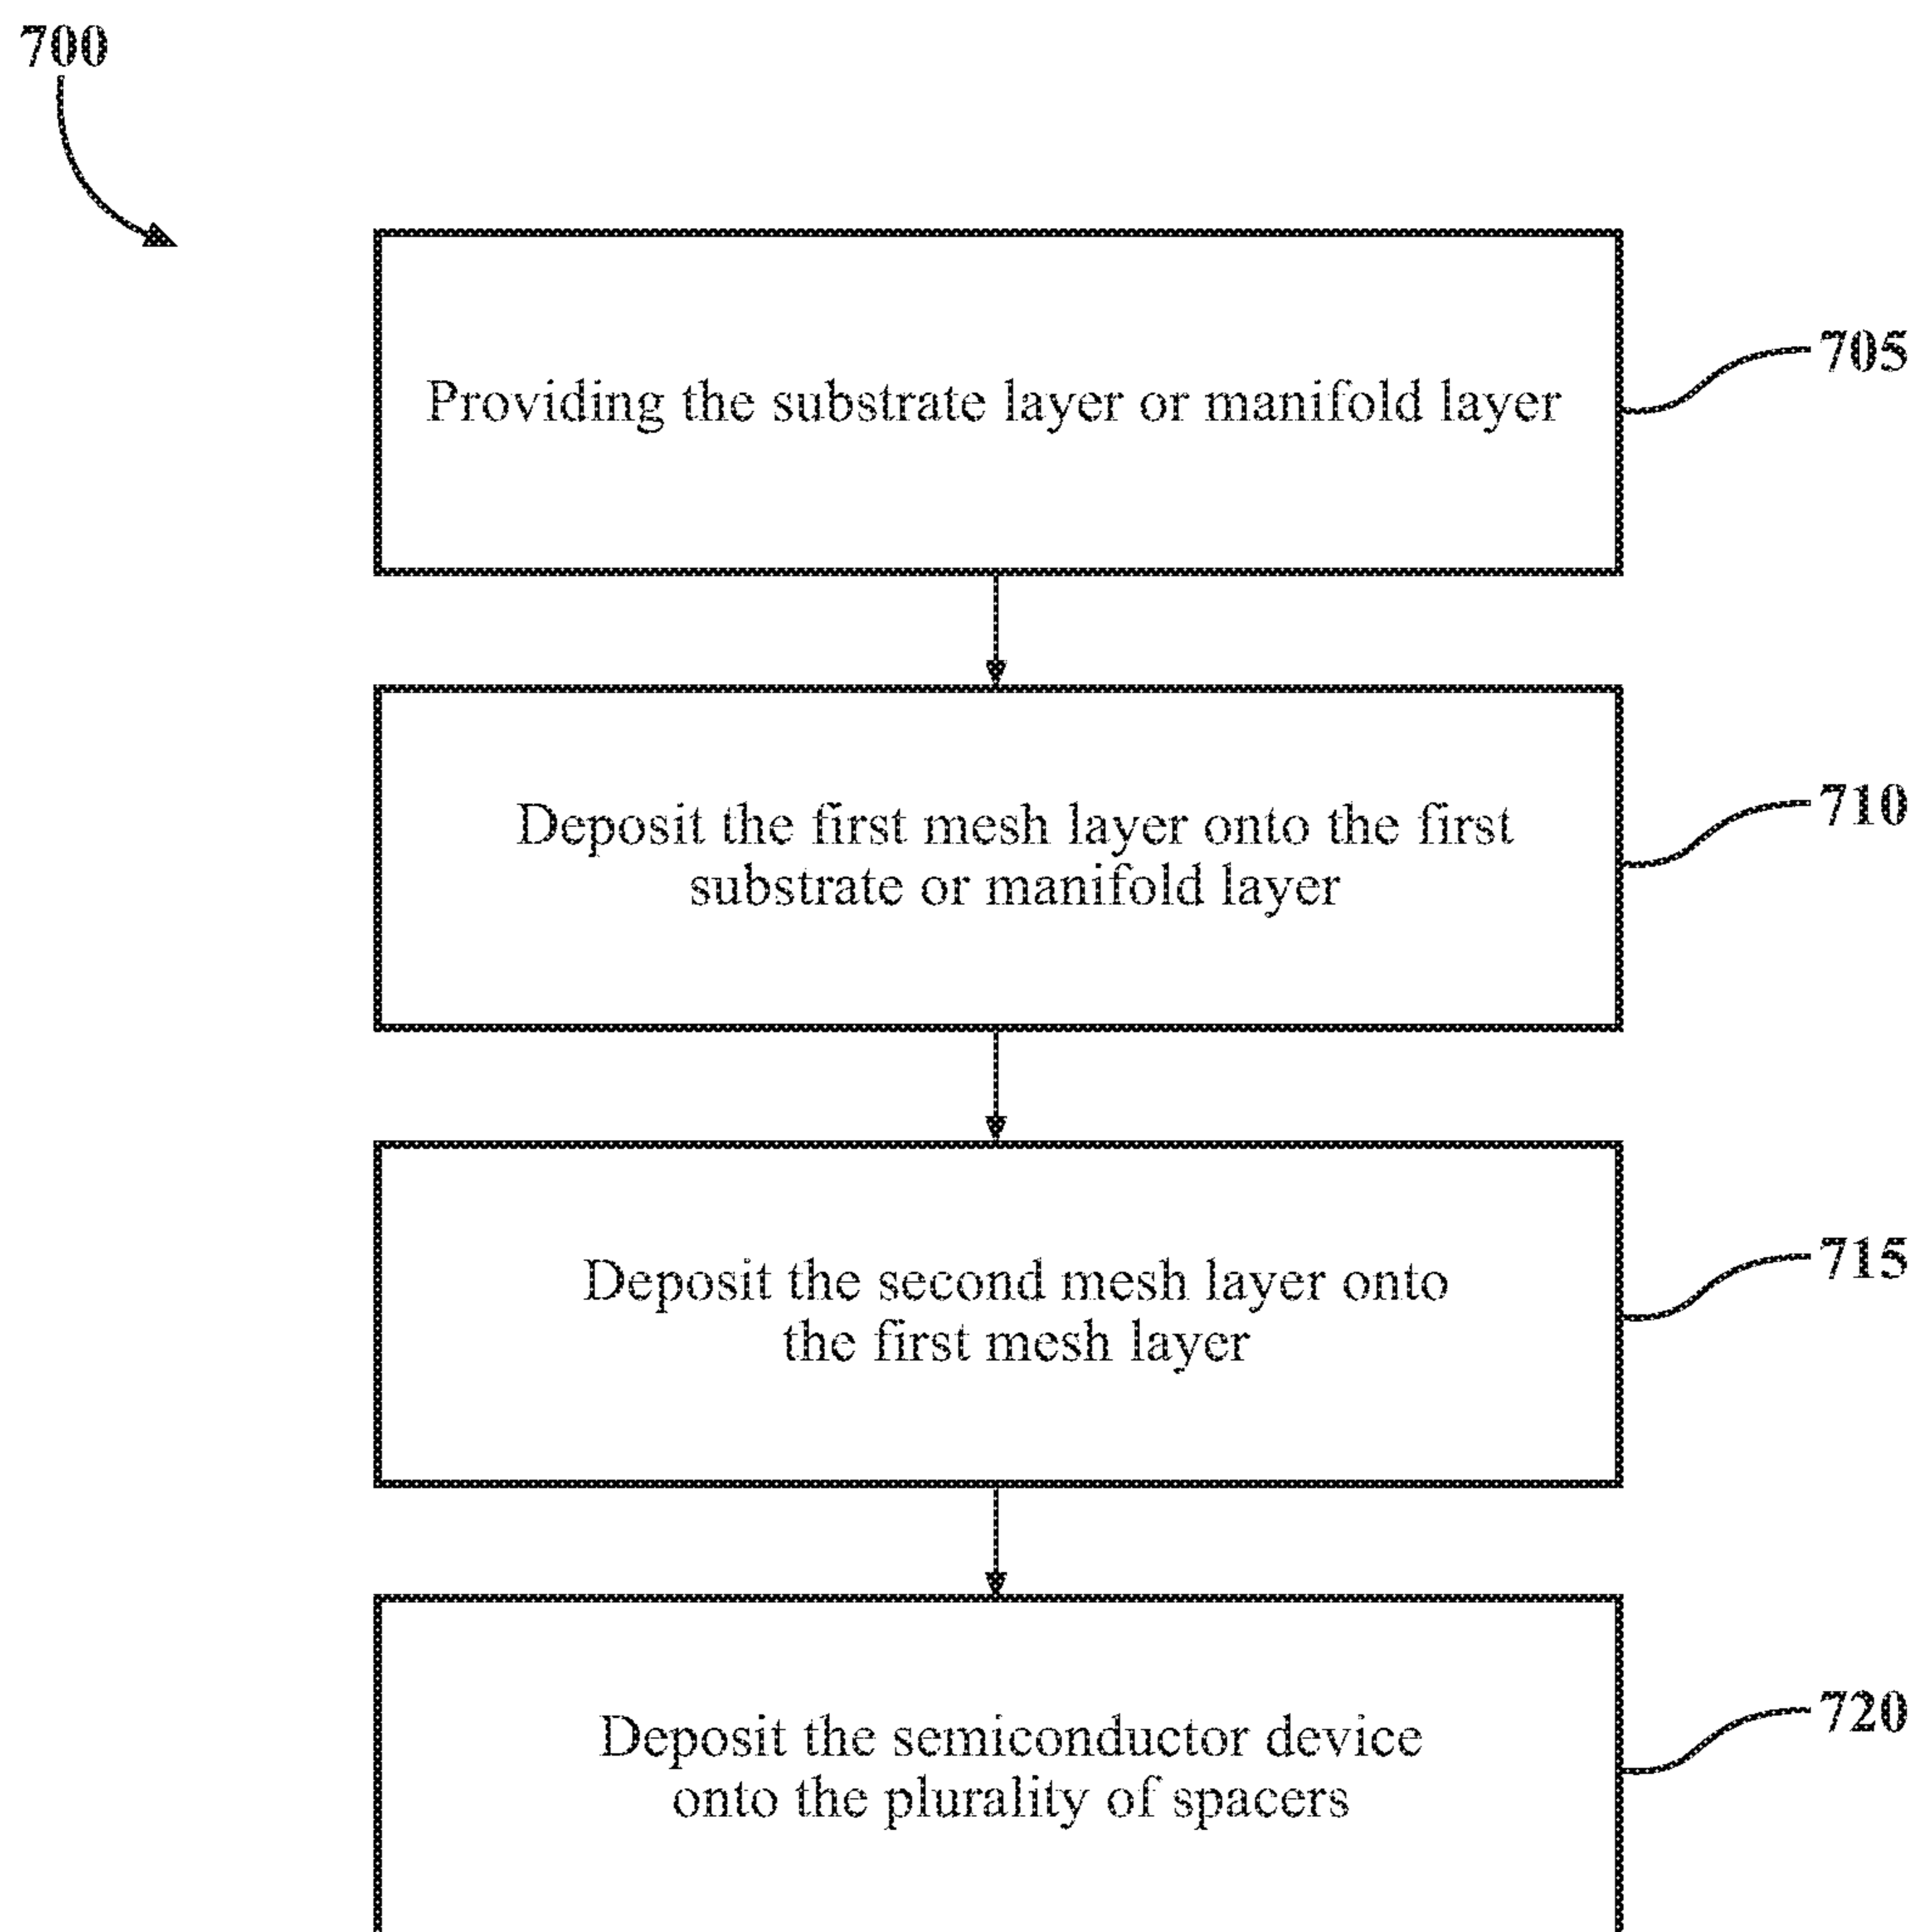 700
Providing the substrate layer or manifold layer
705
Deposit the first mesh layer onto the first
substrate or manifold layer
710
Deposit the second mesh layer onto
the first mesh layer
715
Deposit the semiconductor device
onto the plurality of spacers
720